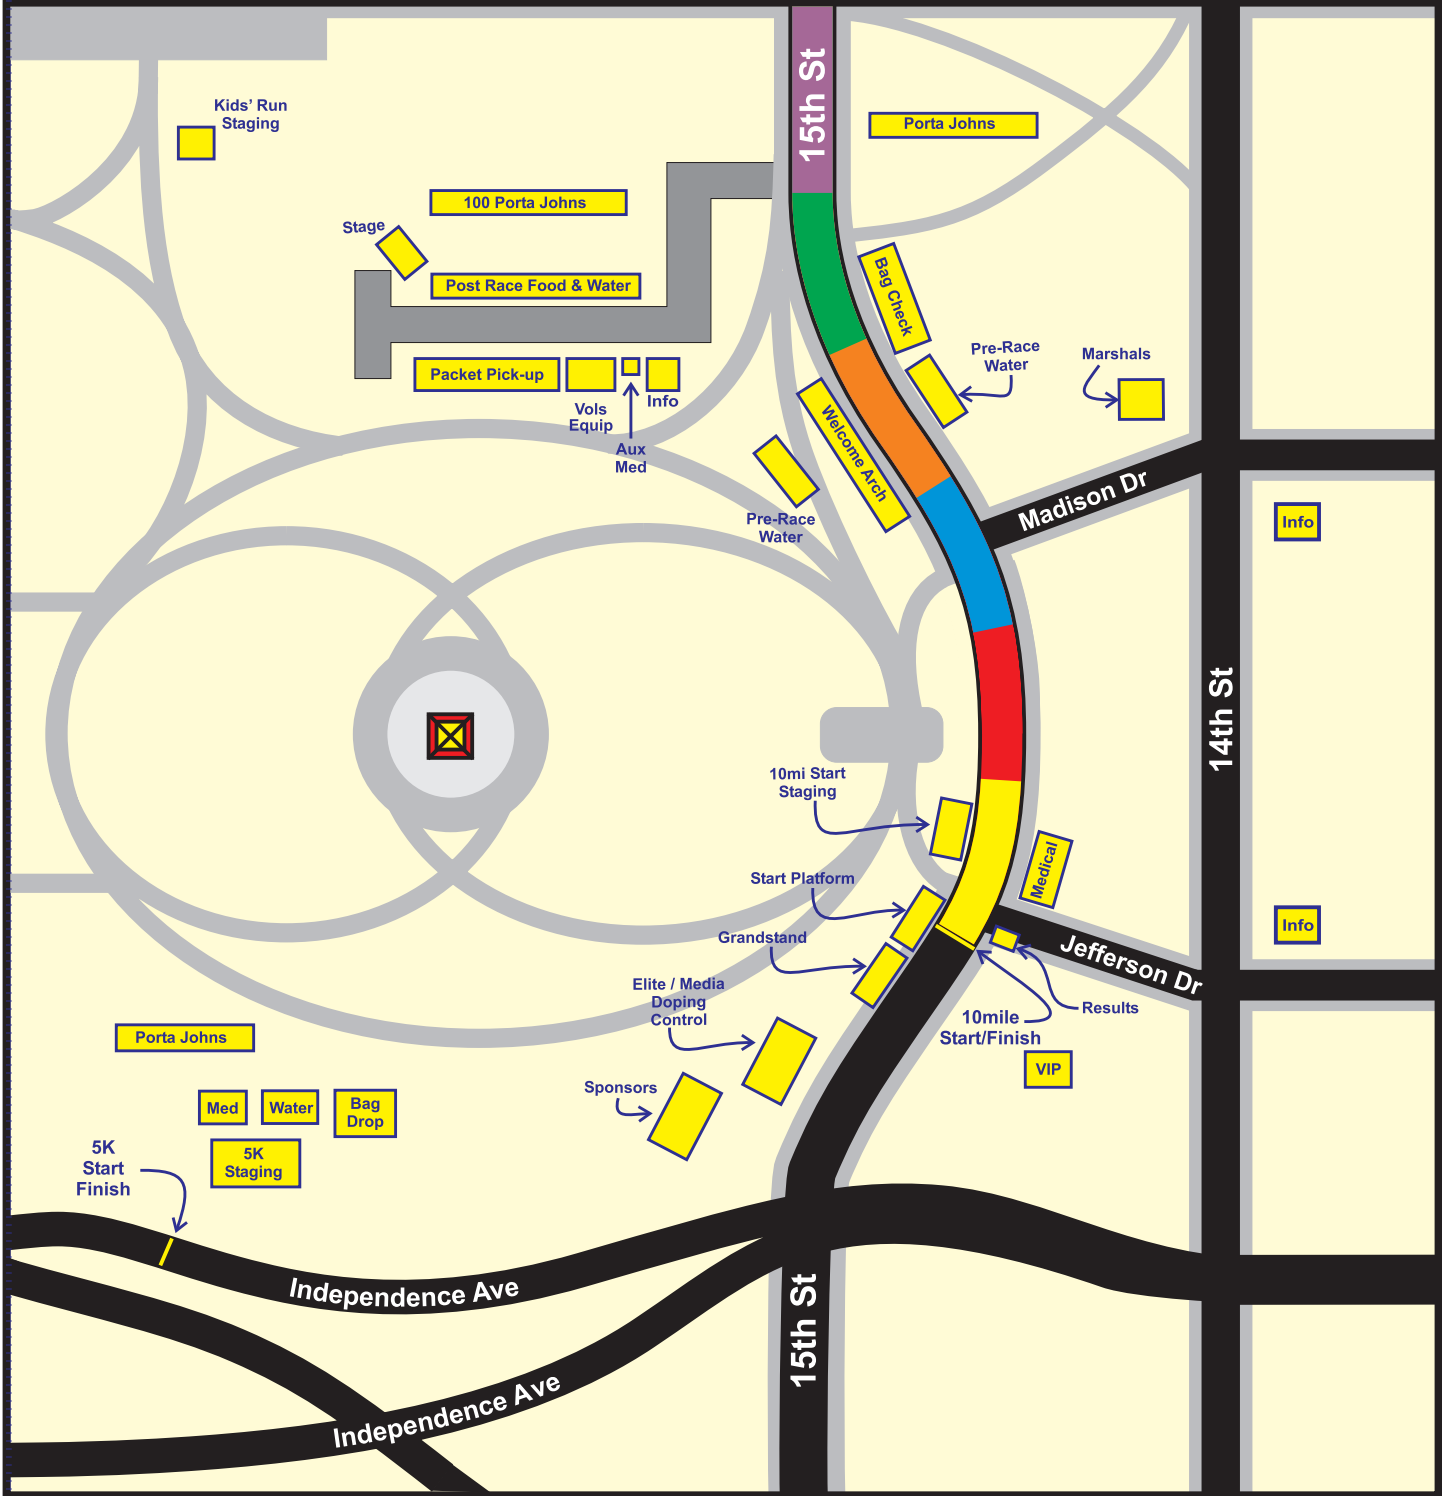 15th St
Kids’ Run
Staging
Porta Johns
100 Porta Johns
Stage
Post Race Food & Water
Bag Check
Packet Pick-up
Vols
Equip
Info
Aux
Med
Pre-Race
Water
Marshals
Welcome Arch
Pre-Race
Water
Madison Dr
Info
14th St
10mi Start
Staging
Medical
Start Platform
Grandstand
Info
Jefferson Dr
Elite / Media
Doping
Control
Results
10mile
Start/Finish
VIP
Porta Johns
Sponsors
Med
Water
Bag
Drop
5K
Staging
5K
Start
Finish
Independence Ave
15th St
Independence Ave